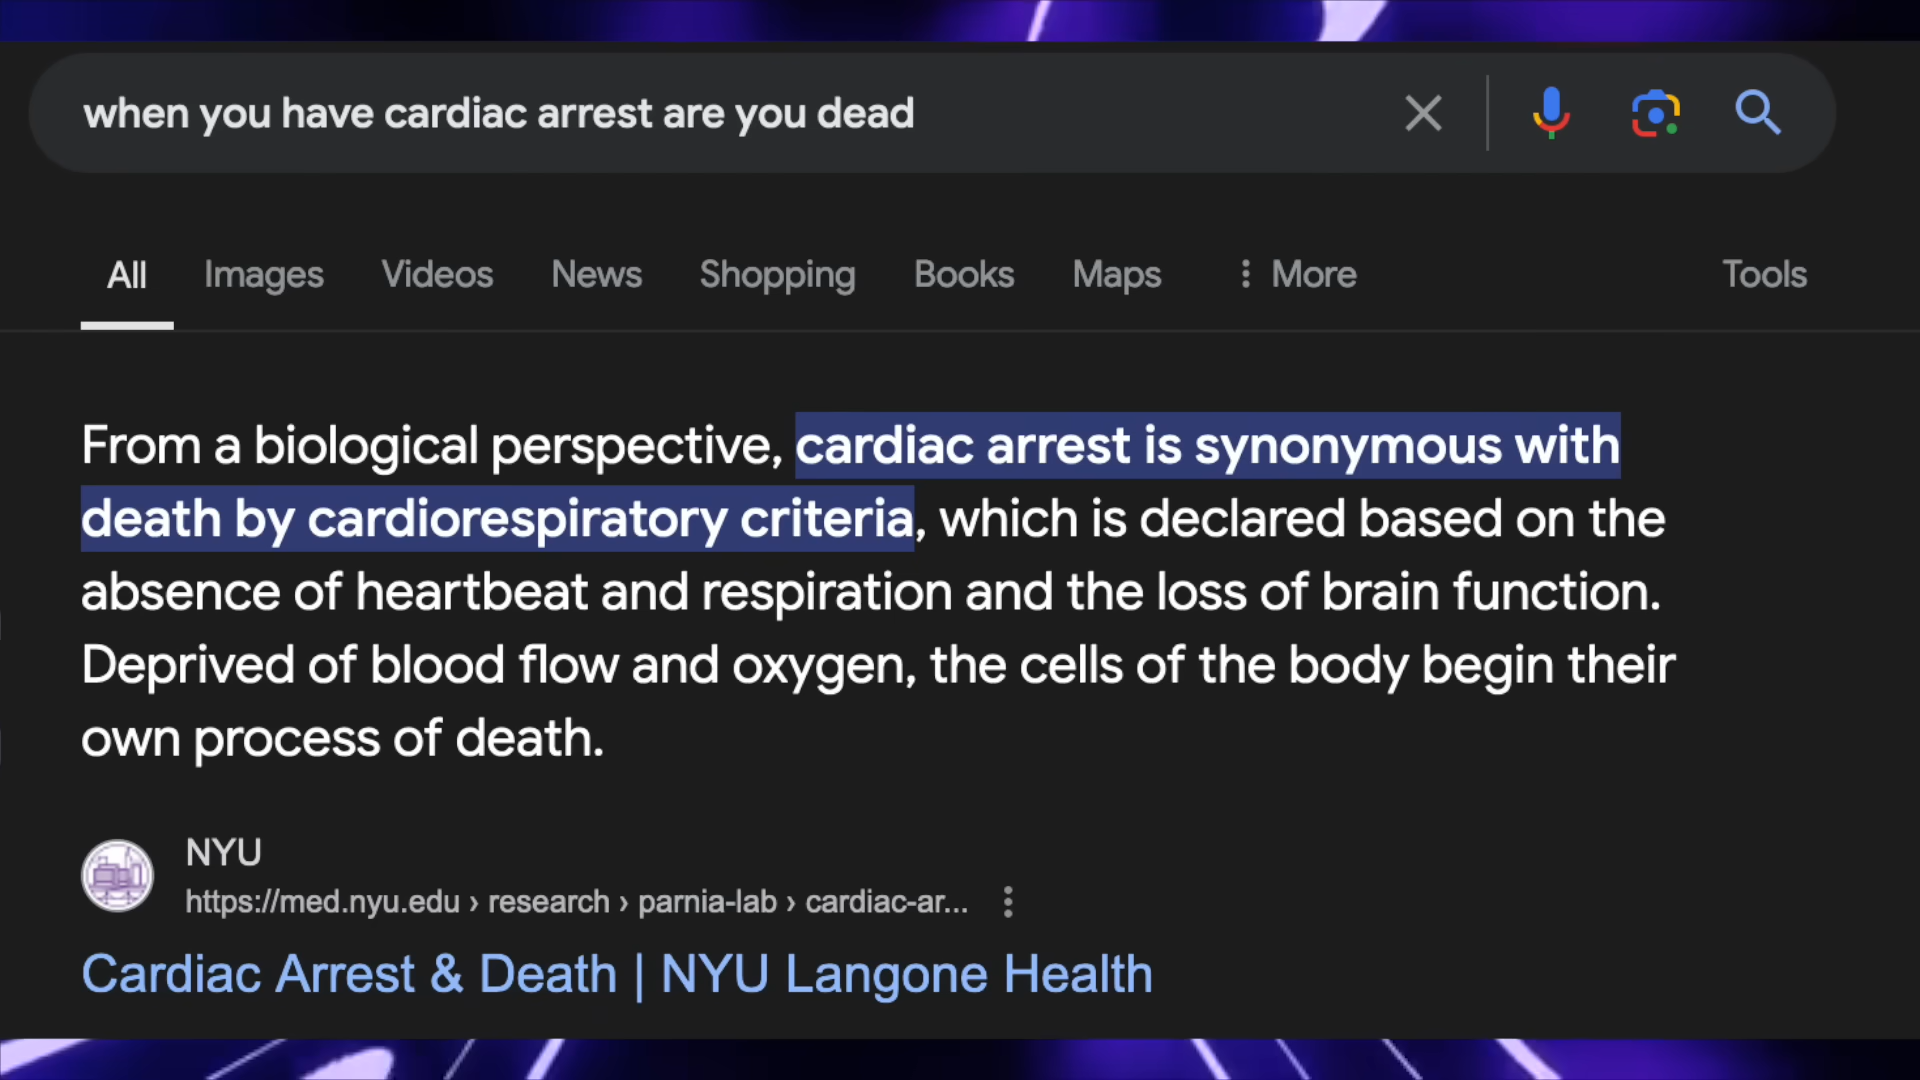 when you have cardiac arrest are you dead
All Images Videos News Shopping Books Maps More Tools
From a biological perspective, cardiac arrest is synonymous with
death by cardiorespiratory criteria, which is declared based on the
absence of heartbeat and respiration and the loss of brain function.
Deprived of blood flow and oxygen, the cells of the body begin their
own process of death.
NYU
https://med.nyu.edu › research › parnia-lab › cardiac-ar...
Cardiac Arrest & Death | NYU Langone Health